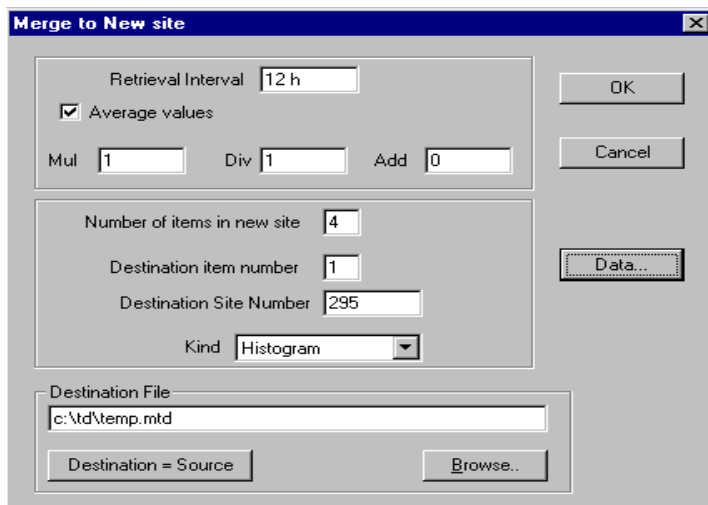 Merge to New site
Retrieval Interval 12 h
OK
Average values
Mul 1 Div 1 Add 0
Cancel
Number of items in new site 4
Destination item number 1
Data...
Destination Site Number 295
Kind Histogram
Destination File
c:\td\temp.mtd
Destination = Source Browse..